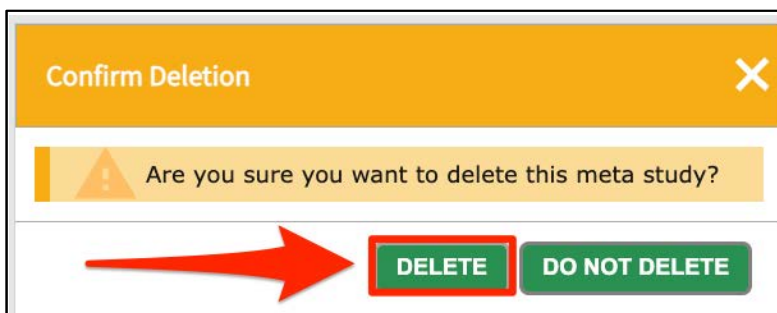 Confirm Deletion
Are you sure you want to delete this meta study?
DELETE DO NOT DELETE